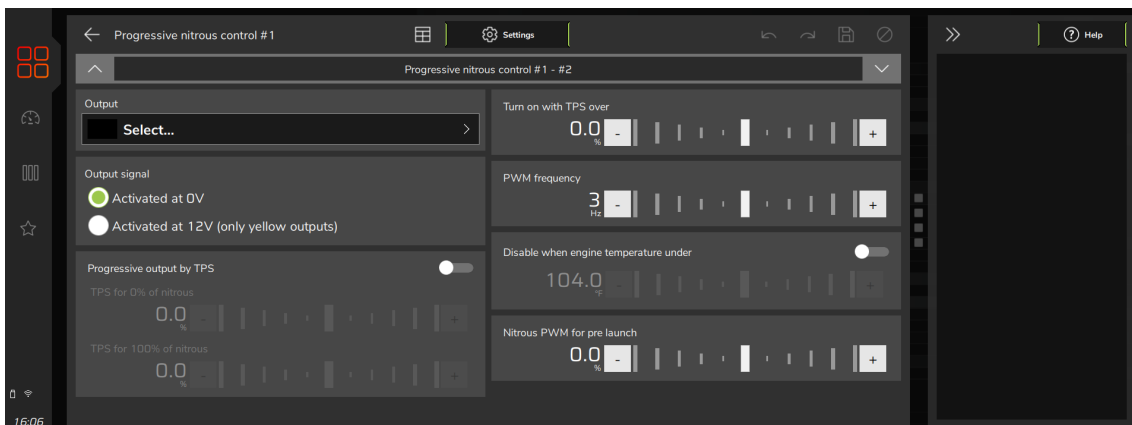 Progressive nitrous control #1
Settings
Help
Progressive nitrous control #1 - #2
Output
Select...
Output signal
Activated at 0V
Activated at 12V (only yellow outputs)
Progressive output by TPS
TPS for 0% of nitrous
0.0
%
-
+
TPS for 100% of nitrous
0.0
%
-
+
Turn on with TPS over
0.0
%
-
+
PWM frequency
3
Hz
-
+
Disable when engine temperature under
104.0
°F
-
+
Nitrous PWM for pre launch
0.0
%
-
+
16:06